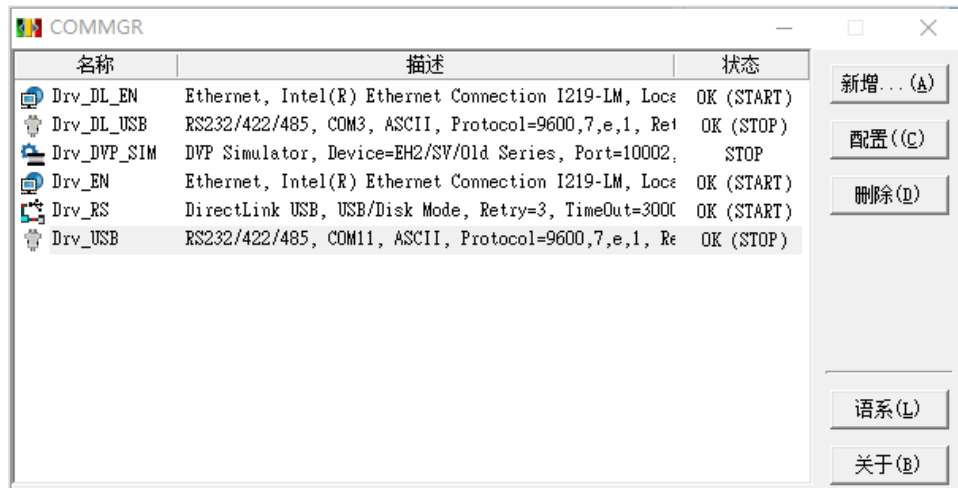 COMMGR
名称 描述 状态
Drv_DL_EN Ethernet, Intel(R) Ethernet Connection I219-LM, Loca OK (START)
Drv_DL_USB RS232/422/485, COM3, ASCII, Protocol=9600,7,e,1, Ret OK (STOP)
Drv_DVP_SIM DVP Simulator, Device=EH2/SV/Old Series, Port=10002, STOP
Drv_EN Ethernet, Intel(R) Ethernet Connection I219-LM, Loca OK (START)
Drv_RS DirectLink USB, USB/Disk Mode, Retry=3, TimeOut=3000 OK (START)
Drv_USB RS232/422/485, COM11, ASCII, Protocol=9600,7,e,1, Re OK (STOP)
新增...(A)
配置((C)
删除(D)
语系(L)
关于(B)